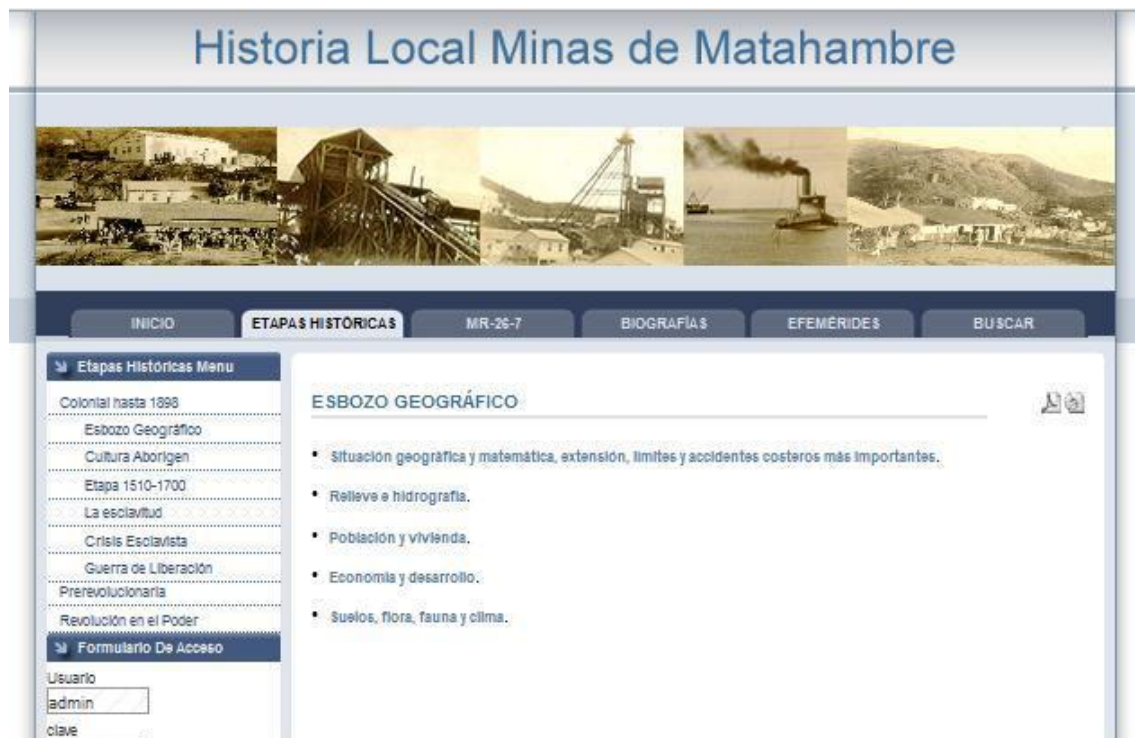 Historia Local Minas de Matahambre
INICIO
ETAPAS HISTÓRICAS
MR-26-7
BIOGRAFÍAS
EFEMÉRIDES
BUSCAR
Etapas Históricas Menu
Colonial hasta 1898
Esbozo Geográfico
Cultura Aborigen
Etapa 1510-1700
La esclavitud
Crisis Esclavista
Guerra de Liberación
Prerevolucionaria
Revolución en el Poder
Formulario De Acceso
Usuario
admin
clave
ESBOZO GEOGRÁFICO
• Situación geográfica y matemática, extensión, límites y accidentes costeros más importantes.
• Relieve e hidrografía.
• Población y vivienda.
• Economía y desarrollo.
• Suelos, flora, fauna y clima.